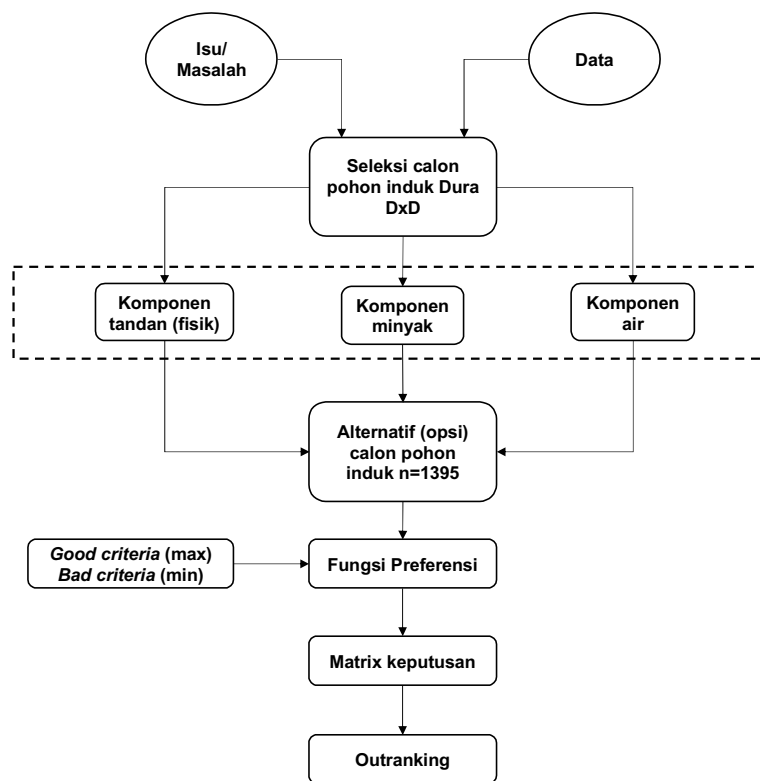 Isu/
Masalah
Data
Seleksi calon
pohon induk Dura
DxD
Komponen
tandan (fisik)
Komponen
minyak
Komponen
air
Alternatif (opsi)
calon pohon
induk n=1395
Good criteria (max)
Bad criteria (min)
Fungsi Preferensi
Matrix keputusan
Outranking